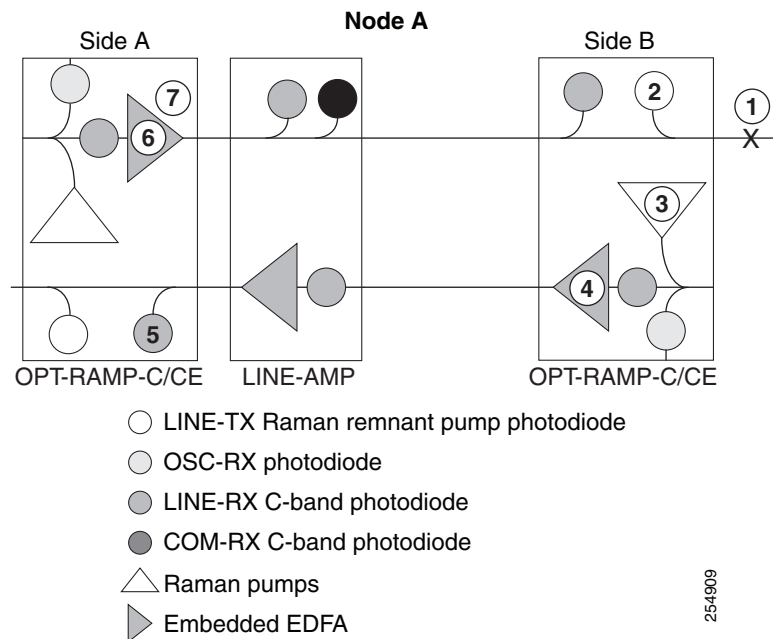 Node A
Side A
Side B
7
2
1
6
X
3
4
5
OPT-RAMP-C/CE
LINE-AMP
OPT-RAMP-C/CE
LINE-TX Raman remnant pump photodiode
OSC-RX photodiode
LINE-RX C-band photodiode
COM-RX C-band photodiode
Raman pumps
Embedded EDFA
254909